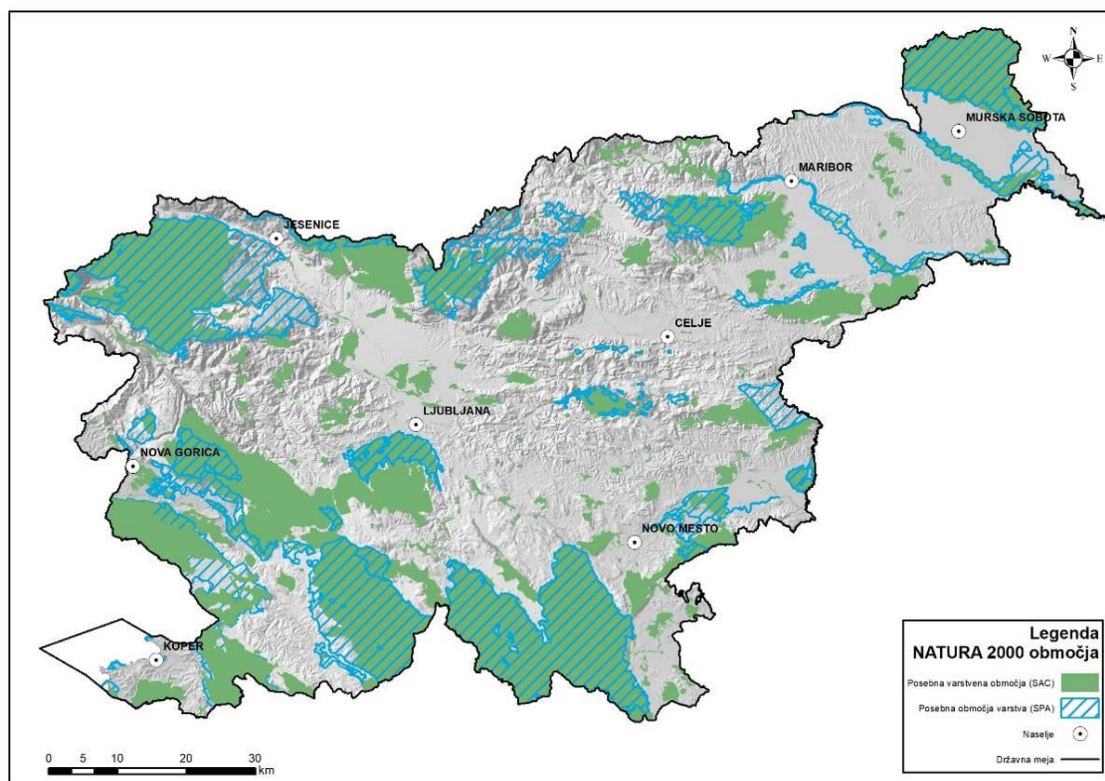 N
W E
S
MURSKA SOBOTA
MARIBOR
JESENICE
CELJE
LJUBLJANA
NOVA GORICA
NOVO MESTO
KOPER
Legenda
NATURA 2000 območja
Posebna varstvena območja (SAC)
Posebna območja varstva (SPA)
Naselje
Državna meja
0 5 10 20 30
km